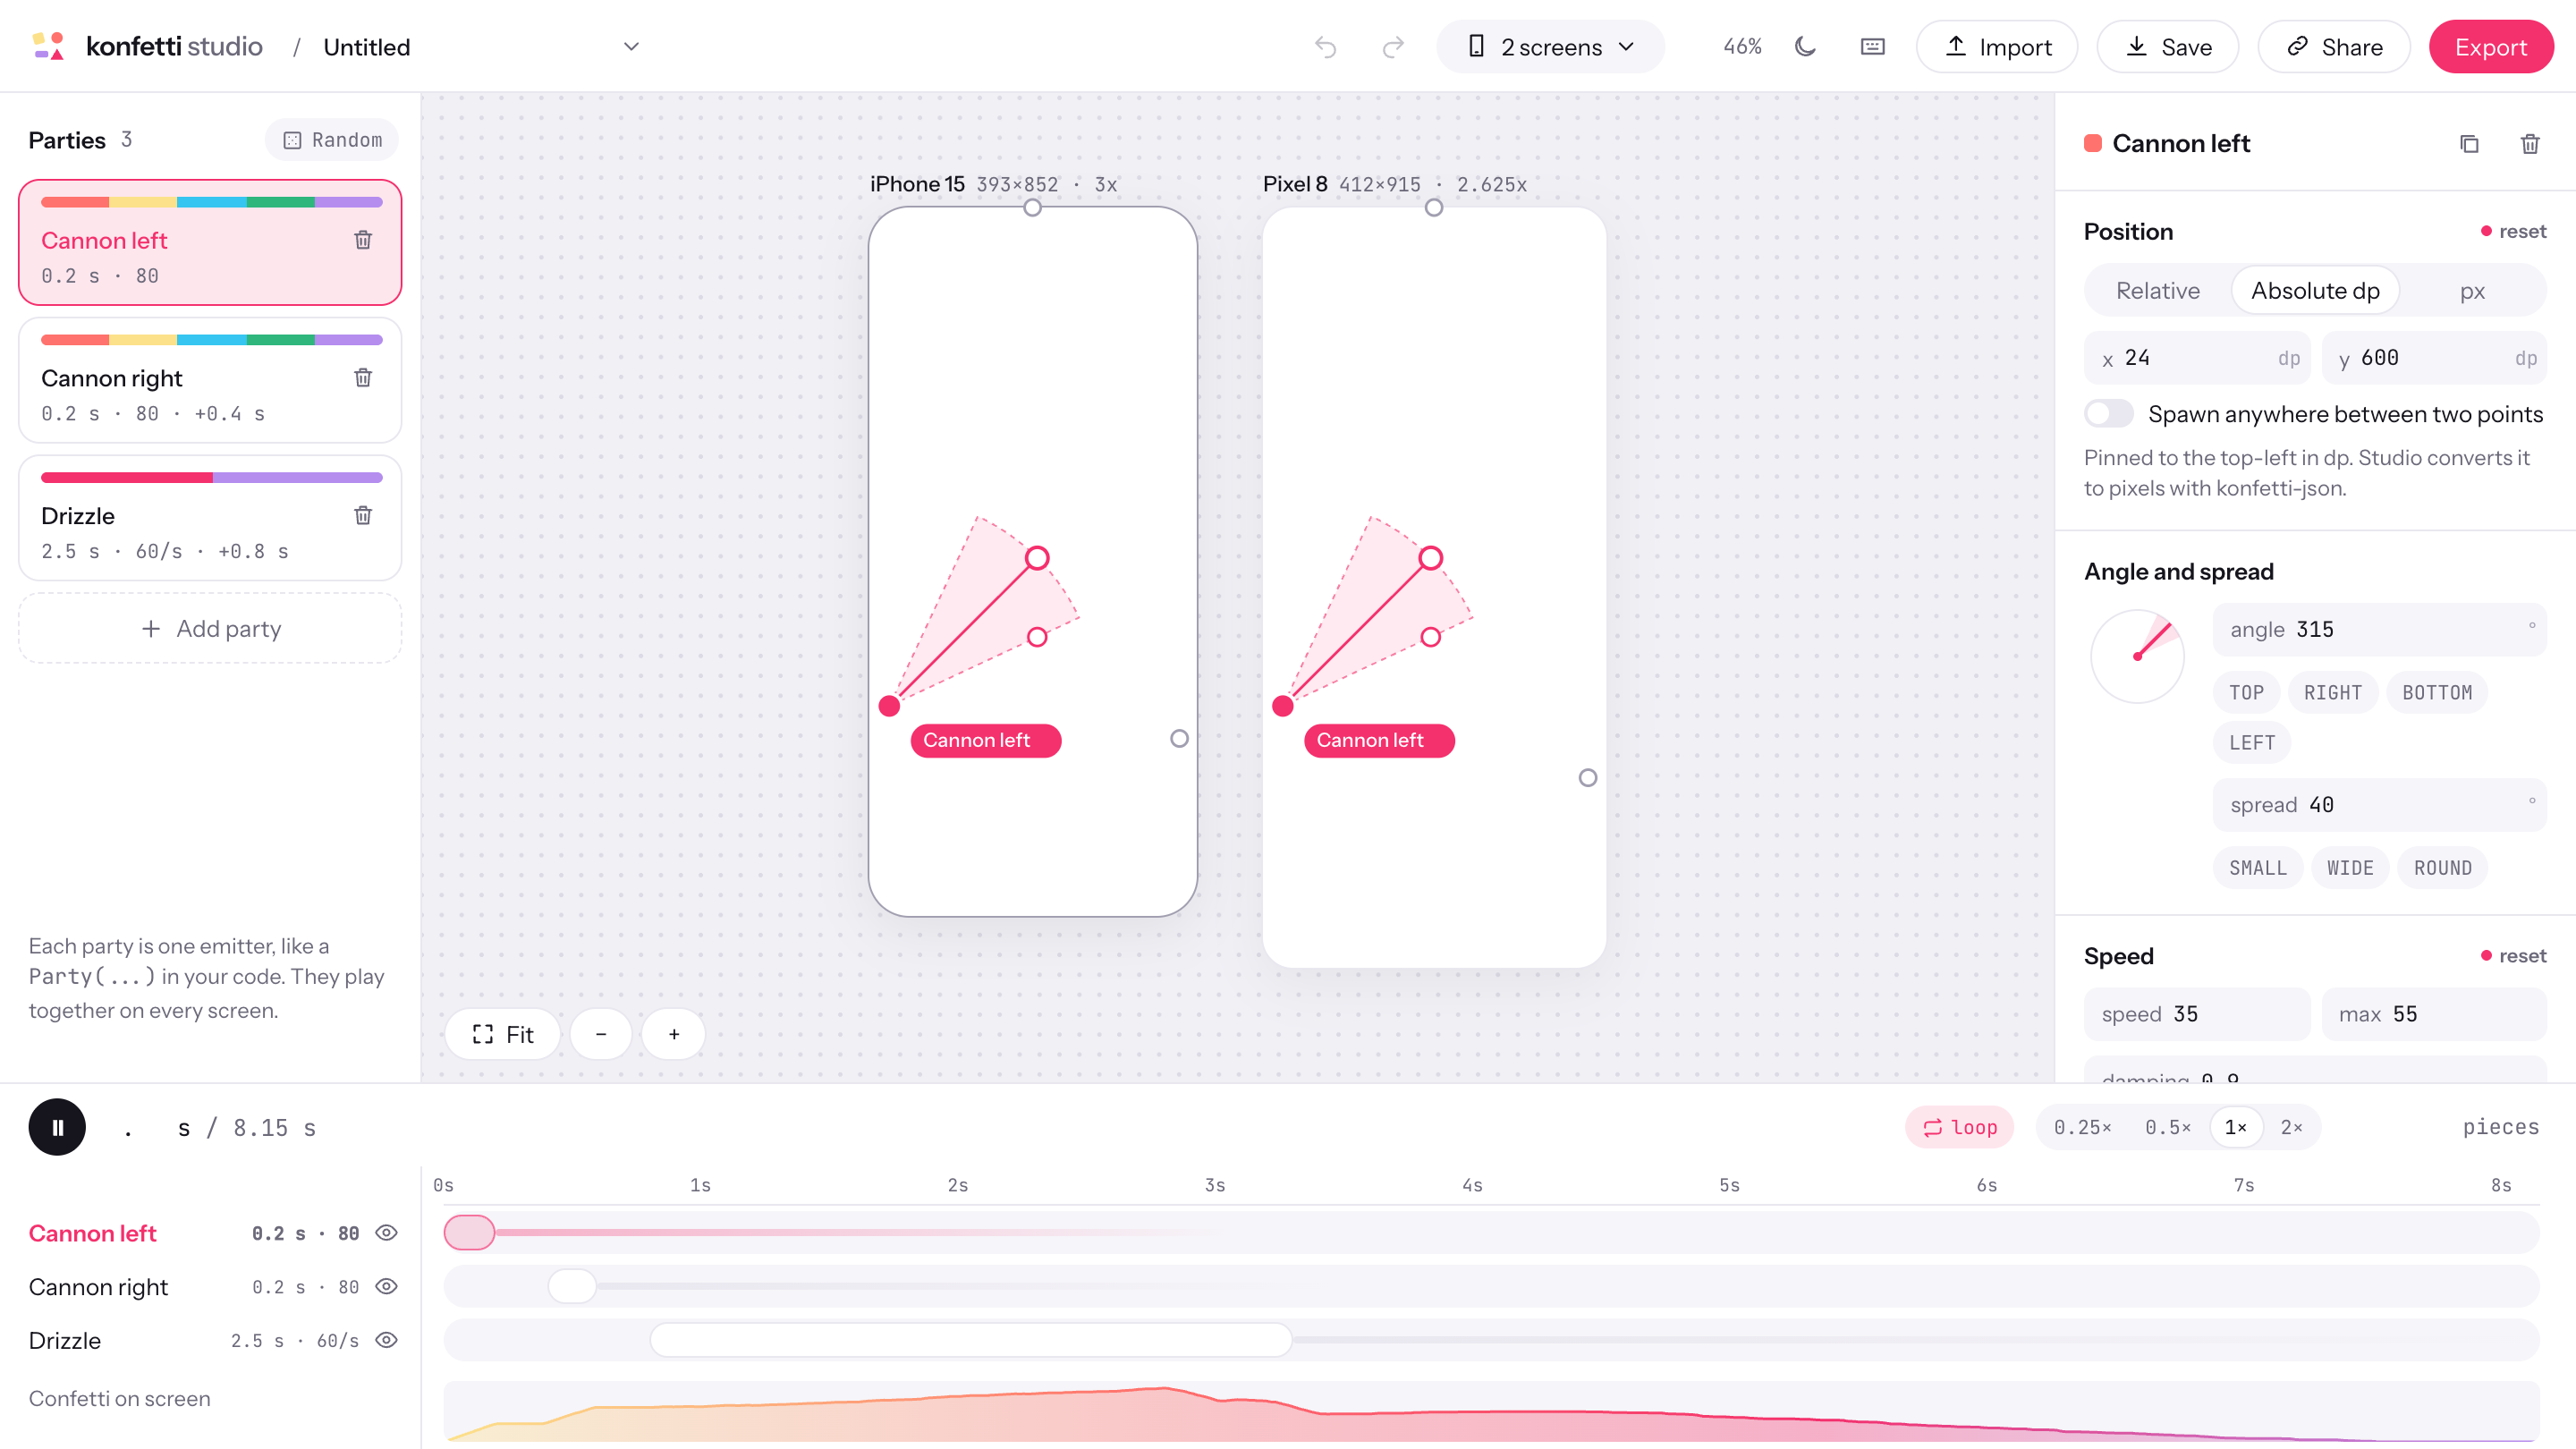 konfetti studio / Untitled
2 screens
46%
Import
Save
Share
Export
Parties 3
Random
Cannon left
0.2 s · 80
Cannon right
0.2 s · 80 · +0.4 s
Drizzle
2.5 s · 60/s · +0.8 s
+ Add party
Each party is one emitter, like a
Party(...) in your code. They play
together on every screen.
iPhone 15 393×852 · 3x
Cannon left
Pixel 8 412×915 · 2.625x
Cannon left
Fit
−
+
Cannon left
Position
reset
Relative
Absolute dp
px
x 24 dp
y 600 dp
Spawn anywhere between two points
Pinned to the top-left in dp. Studio converts it
to pixels with konfetti-json.
Angle and spread
angle 315 °
TOP
RIGHT
BOTTOM
LEFT
spread 40 °
SMALL
WIDE
ROUND
Speed
reset
speed 35
max 55
damping 0.9
. s / 8.15 s
loop
0.25×
0.5×
1×
2×
pieces
0s 1s 2s 3s 4s 5s 6s 7s 8s
Cannon left 0.2 s · 80
Cannon right 0.2 s · 80
Drizzle 2.5 s · 60/s
Confetti on screen